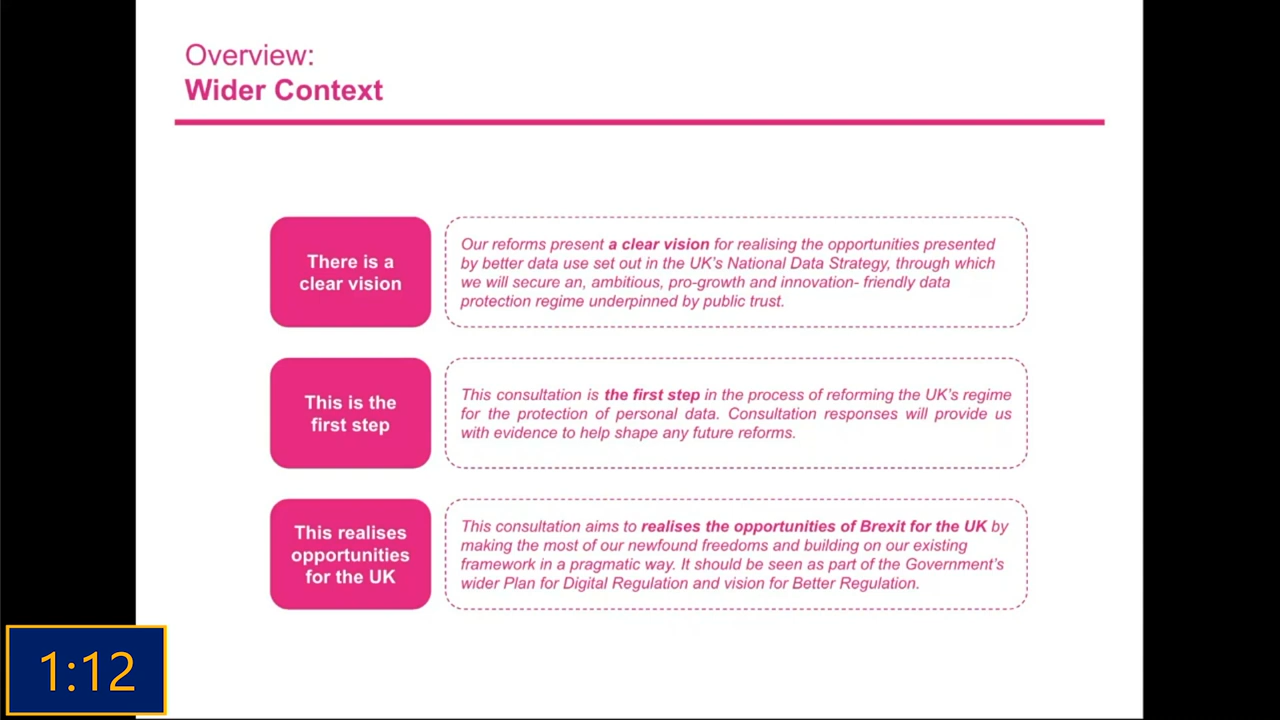 Overview:
Wider Context
There is a
clear vision
Our reforms present a clear vision for realising the opportunities presented
by better data use set out in the UK's National Data Strategy, through which
we will secure an, ambitious, pro-growth and innovation- friendly data
protection regime underpinned by public trust.
This is the
first step
This consultation is the first step in the process of reforming the UK's regime
for the protection of personal data. Consultation responses will provide us
with evidence to help shape any future reforms.
This realises
opportunities
for the UK
This consultation aims to realises the opportunities of Brexit for the UK by
making the most of our newfound freedoms and building on our existing
framework in a pragmatic way. It should be seen as part of the Government's
wider Plan for Digital Regulation and vision for Better Regulation.
1:12